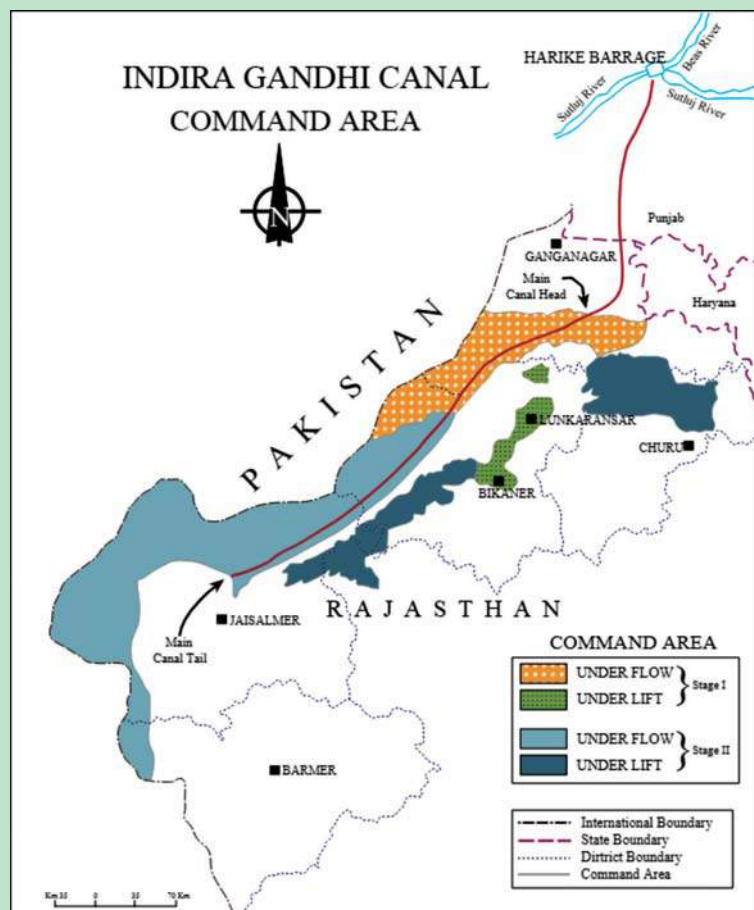 INDIRA GANDHI CANAL
COMMAND AREA
N
HARIKE BARRAGE
Beas River
Sutluj River
Sutluj River
Punjab
GANGANAGAR
Main
Canal Head
Haryana
PAKISTAN
LUNKARANSAR
CHURU
BIKANER
RAJASTHAN
JAISALMER
Main
Canal Tail
BARMER
COMMAND AREA
UNDER FLOW
UNDER LIFT
Stage I
UNDER FLOW
UNDER LIFT
Stage II
International Boundary
State Boundary
Dirtrict Boundary
Command Area
Km 35 0 35 70 Km